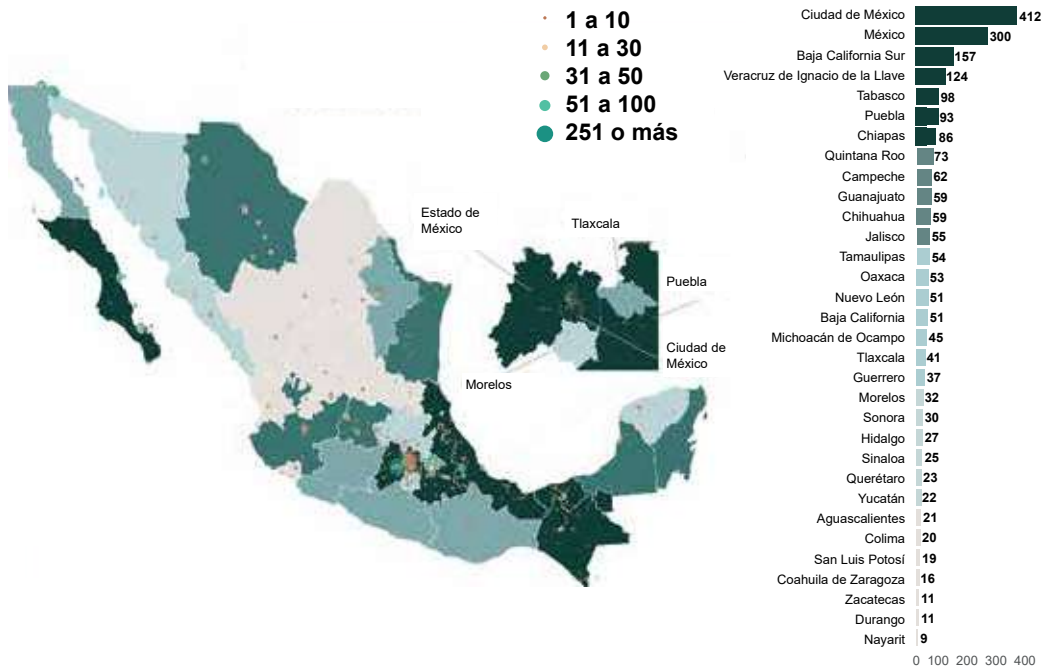 1 a 10
11 a 30
31 a 50
51 a 100
251 o más
Estado de
México
Tlaxcala
Puebla
Ciudad de
México
Morelos
Ciudad de México 412
México 300
Baja California Sur 157
Veracruz de Ignacio de la Llave 124
Tabasco 98
Puebla 93
Chiapas 86
Quintana Roo 73
Campeche 62
Guanajuato 59
Chihuahua 59
Jalisco 55
Tamaulipas 54
Oaxaca 53
Nuevo León 51
Baja California 51
Michoacán de Ocampo 45
Tlaxcala 41
Guerrero 37
Morelos 32
Sonora 30
Hidalgo 27
Sinaloa 25
Querétaro 23
Yucatán 22
Aguascalientes 21
Colima 20
San Luis Potosí 19
Coahuila de Zaragoza 16
Zacatecas 11
Durango 11
Nayarit 9
0 100 200 300 400